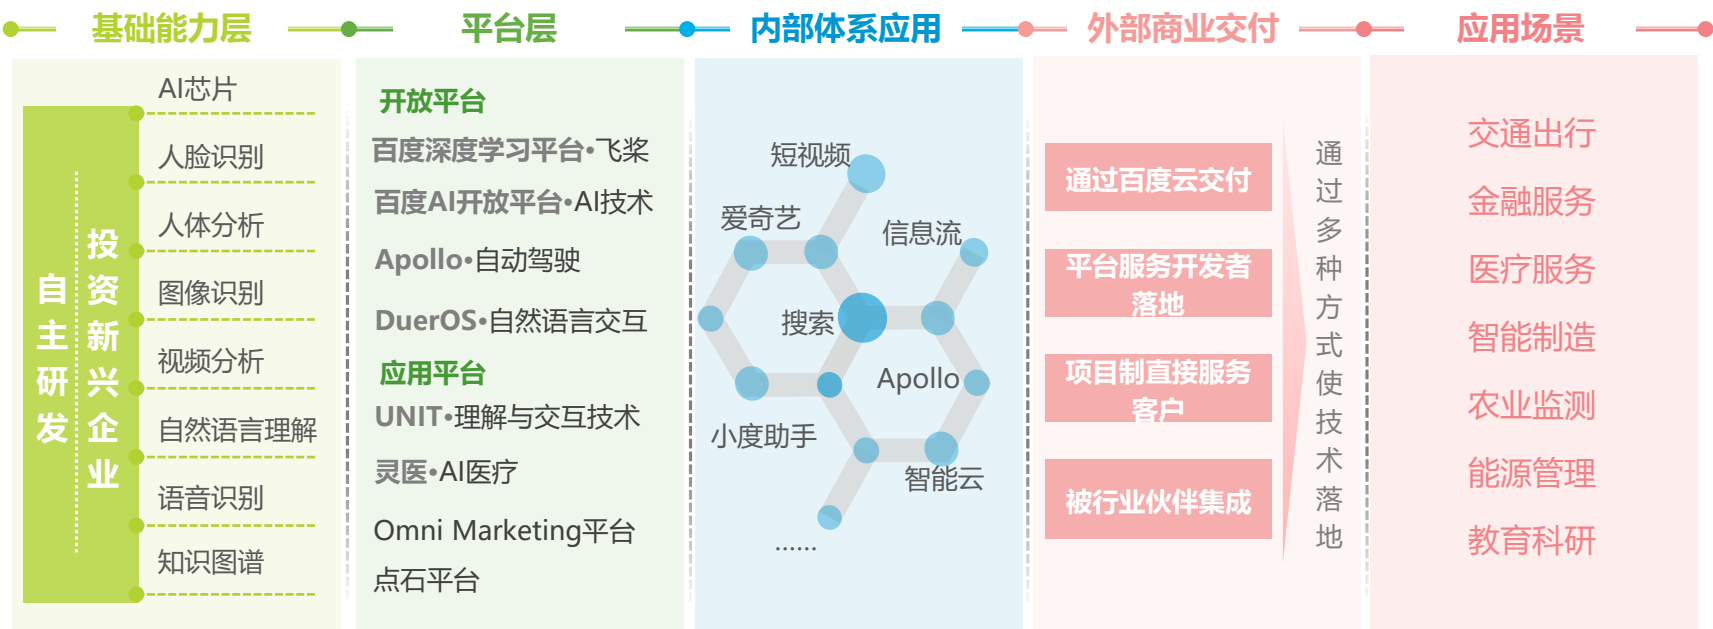 基础能力层
平台层
内部体系应用
外部商业交付
应用场景
自主研发
投资新兴企业
AI芯片
人脸识别
人体分析
图像识别
视频分析
自然语言理解
语音识别
知识图谱
开放平台
百度深度学习平台•飞桨
百度AI开放平台•AI技术
Apollo•自动驾驶
DuerOS•自然语言交互
应用平台
UNIT•理解与交互技术
灵医•AI医疗
Omni Marketing平台
点石平台
短视频
爱奇艺
信息流
搜索
Apollo
小度助手
智能云
......
通过百度云交付
平台服务开发者
落地
项目制直接服务
客户
被行业伙伴集成
通过多种方式使技术落地
交通出行
金融服务
医疗服务
智能制造
农业监测
能源管理
教育科研